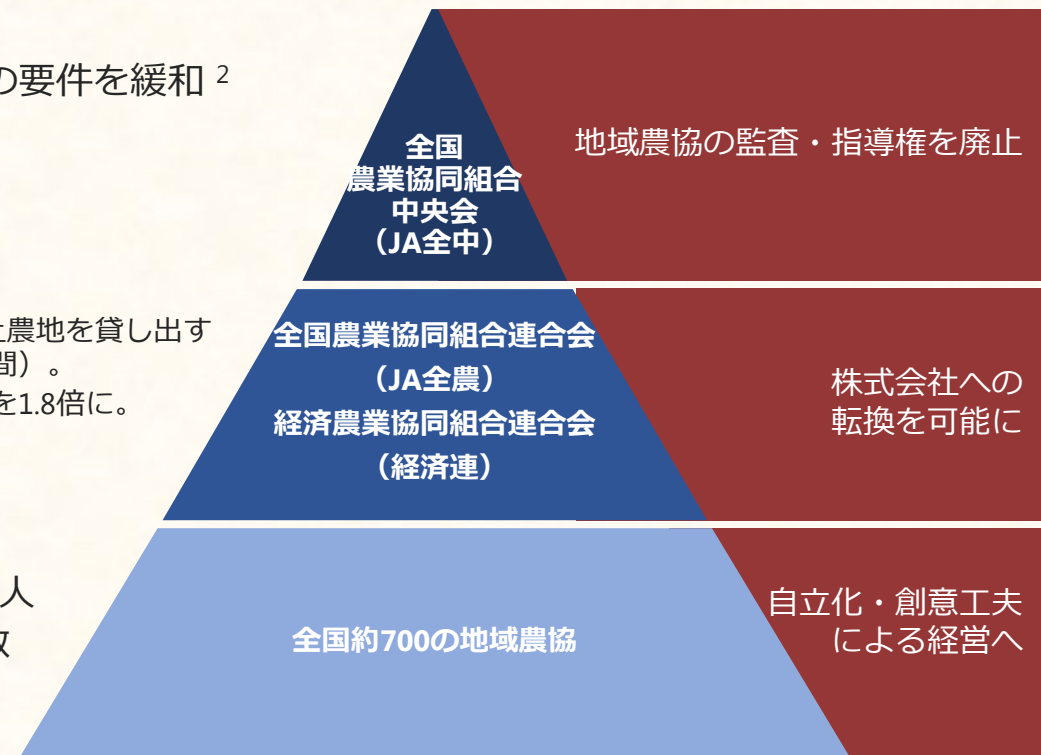 の要件を緩和 2
農地を貸し出す
間）。
を1.8倍に。
人
全国
農業協同組合
中央会
（JA全中）
地域農協の監査・指導権を廃止
全国農業協同組合連合会
（JA全農）
経済農業協同組合連合会
（経済連）
株式会社への
転換を可能に
全国約700の地域農協
自立化・創意工夫
による経営へ